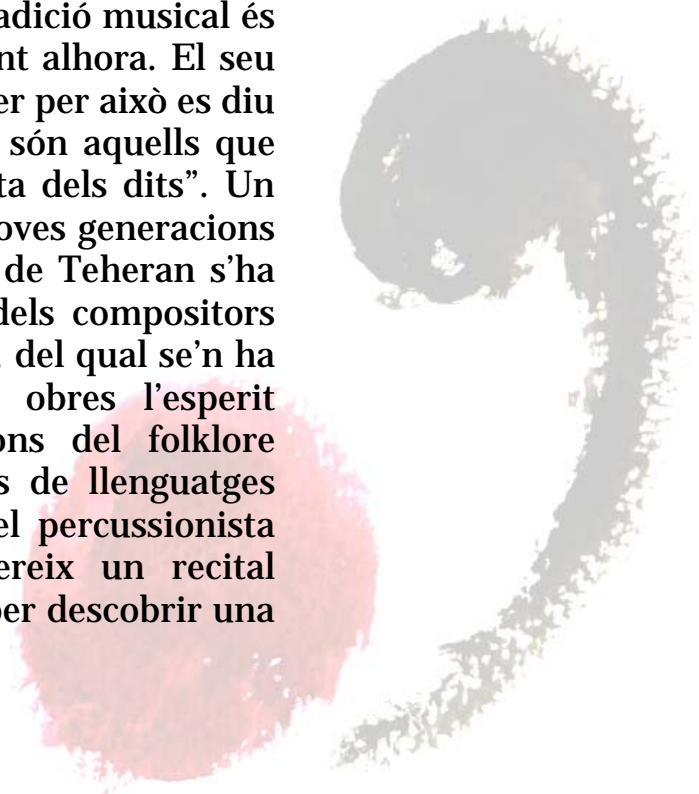 adició musical és
nt alhora. El seu
er per això es diu
són aquells que
ta dels dits”. Un
oves generacions
de Teheran s’ha
dels compositors
del qual se’n ha
obres l’esperit
ons del folklore
s de llenguatges
el percussionista
ereix un recital
per descobrir una